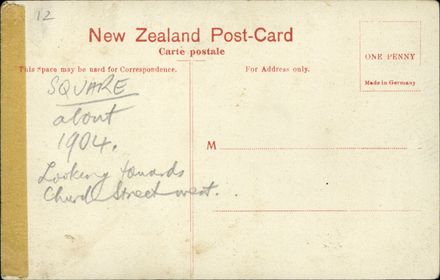 12
New Zealand Post-Card
Carte postale
This Space may be used for Correspondence.
For Address only.
ONE PENNY
Made in Germany
SQUARE
about
1904.
Looking towards
Church Street west.
M